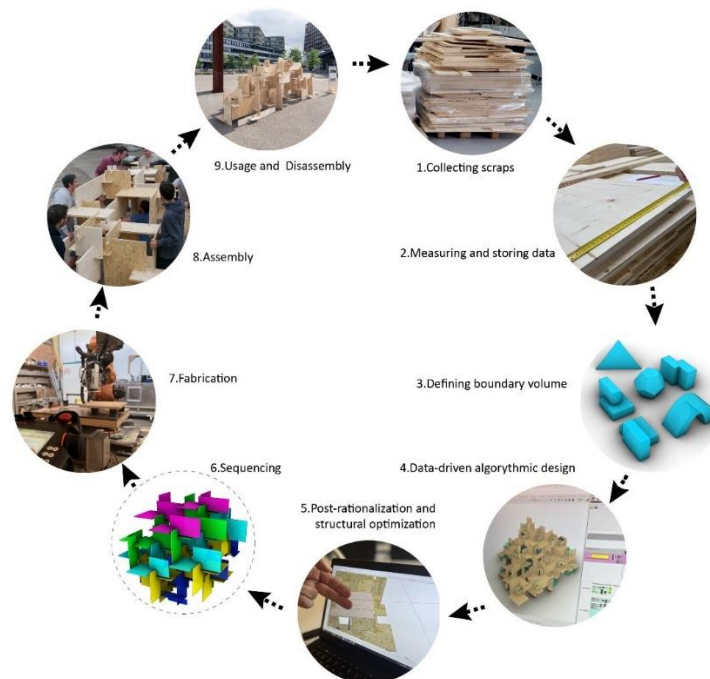 1.Collecting scraps
2.Measuring and storing data
3.Defining boundary volume
4.Data-driven algorythmic design
5.Post-rationalization and
structural optimization
6.Sequencing
7.Fabrication
8.Assembly
9.Usage and  Disassembly